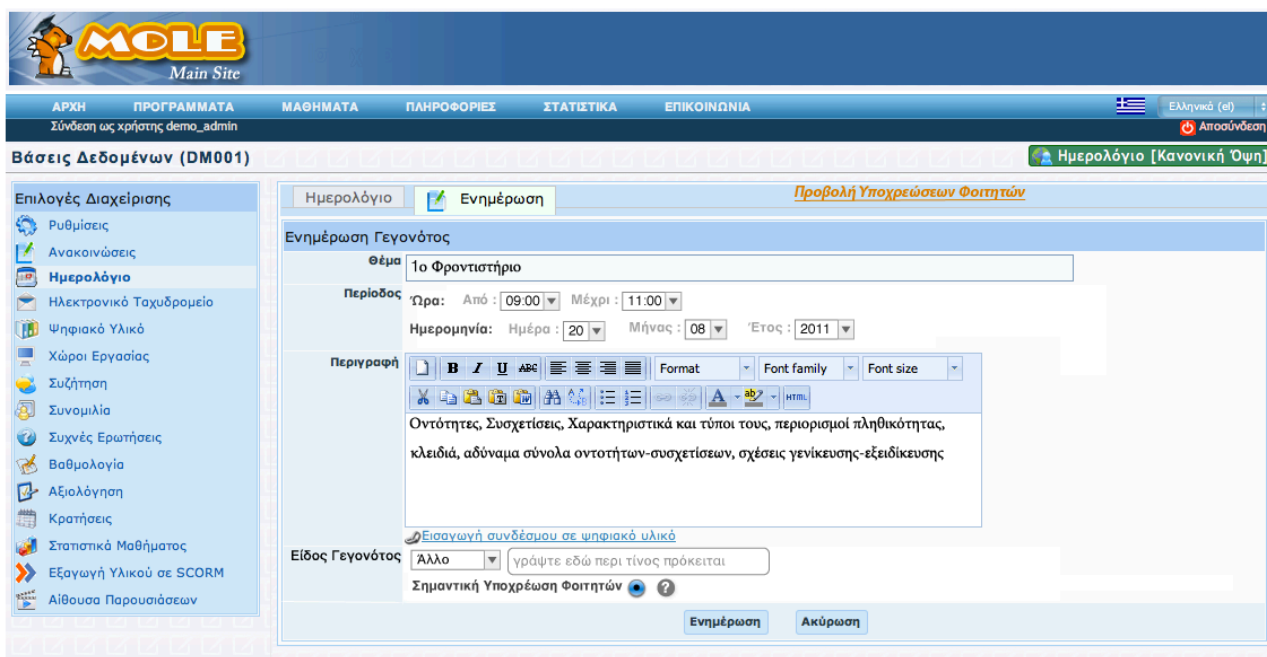 MOLE
Main Site
ΑΡΧΗ ΠΡΟΓΡΑΜΜΑΤΑ ΜΑΘΗΜΑΤΑ ΠΛΗΡΟΦΟΡΙΕΣ ΣΤΑΤΙΣΤΙΚΑ ΕΠΙΚΟΙΝΩΝΙΑ Ελληνικά (el)
Σύνδεση ως χρήστης demo_admin Αποσύνδεση
Βάσεις Δεδομένων (DM001) Ημερολόγιο [Κανονική Όψη]
Επιλογές Διαχείρισης
Ρυθμίσεις
Ανακοινώσεις
Ημερολόγιο
Ηλεκτρονικό Ταχυδρομείο
Ψηφιακό Υλικό
Χώροι Εργασίας
Συζήτηση
Συνομιλία
Συχνές Ερωτήσεις
Βαθμολογία
Αξιολόγηση
Κρατήσεις
Στατιστικά Μαθήματος
Εξαγωγή Υλικού σε SCORM
Αίθουσα Παρουσιάσεων
Ημερολόγιο Ενημέρωση Προβολή Υποχρεώσεων Φοιτητών
Ενημέρωση Γεγονότος
Θέμα 1ο Φροντιστήριο
Περίοδος Ώρα: Από : 09:00 Μέχρι : 11:00
Ημερομηνία: Ημέρα : 20 Μήνας : 08 Έτος : 2011
Περιγραφή B I U ABC Format Font family Font size
A ab HTML
Οντότητες, Συσχετίσεις, Χαρακτηριστικά και τύποι τους, περιορισμοί πληθικότητας,
κλειδιά, αδύναμα σύνολα οντοτήτων-συσχετίσεων, σχέσεις γενίκευσης-εξειδίκευσης
Εισαγωγή συνδέσμου σε ψηφιακό υλικό
Είδος Γεγονότος Άλλο γράψτε εδώ περι τίνος πρόκειται
Σημαντική Υποχρέωση Φοιτητών ?
Ενημέρωση Ακύρωση